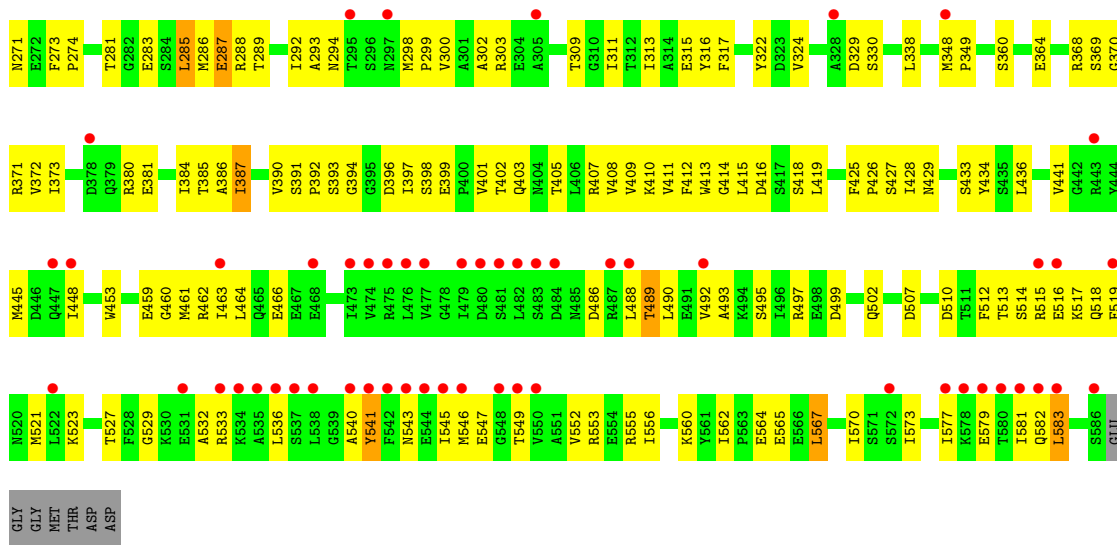 N271 E272 F273 P274 T281 G282 E283 S284 L285 M286 E287 R288 T289 I292 A293 N294 T295 S296 N297 M298 P299 V300 A301 A302 R303 E304 A305 T309 G310 I311 T312 I313 A314 E315 Y316 F317 Y322 D323 V324 A328 D329 S330 L338 M348 P349 S360 E364 R368 S369 G370
R371 V372 I373 D378 Q379 R380 E381 I384 T385 A386 I387 V390 S391 P392 S393 G394 G395 D396 I397 S398 E399 P400 V401 T402 Q403 N404 T405 L406 R407 V408 V409 K410 V411 F412 W413 G414 L415 D416 S417 S418 L419 F425 P426 S427 I428 N429 S433 Y434 S435 L436 V441 G442 R443 Y444
M445 D446 Q447 I448 W453 E459 G460 M461 R462 I463 L464 Q465 E466 E467 E468 I473 V474 R475 L476 V477 G478 I479 D480 S481 L482 S483 D484 N485 D486 R487 L488 T489 L490 E491 V492 A493 K494 S495 I496 R497 E498 D499 Q502 D507 D510 T511 F512 T513 S514 R515 E516 K517 Q518 F519
N520 M521 L522 K523 T527 F528 G529 K530 E531 A532 R533 K534 A535 L536 S537 L538 G539 A540 Y541 F542 N543 E544 I545 M546 E547 G548 T549 V550 A551 V552 R553 E554 R555 I556 K560 Y561 I562 P563 E564 E565 E566 L567 I570 S571 S572 I573 I577 K578 E579 T580 I581 Q582 L583 S586 GLU
GLY GLY MET THR ASP ASP